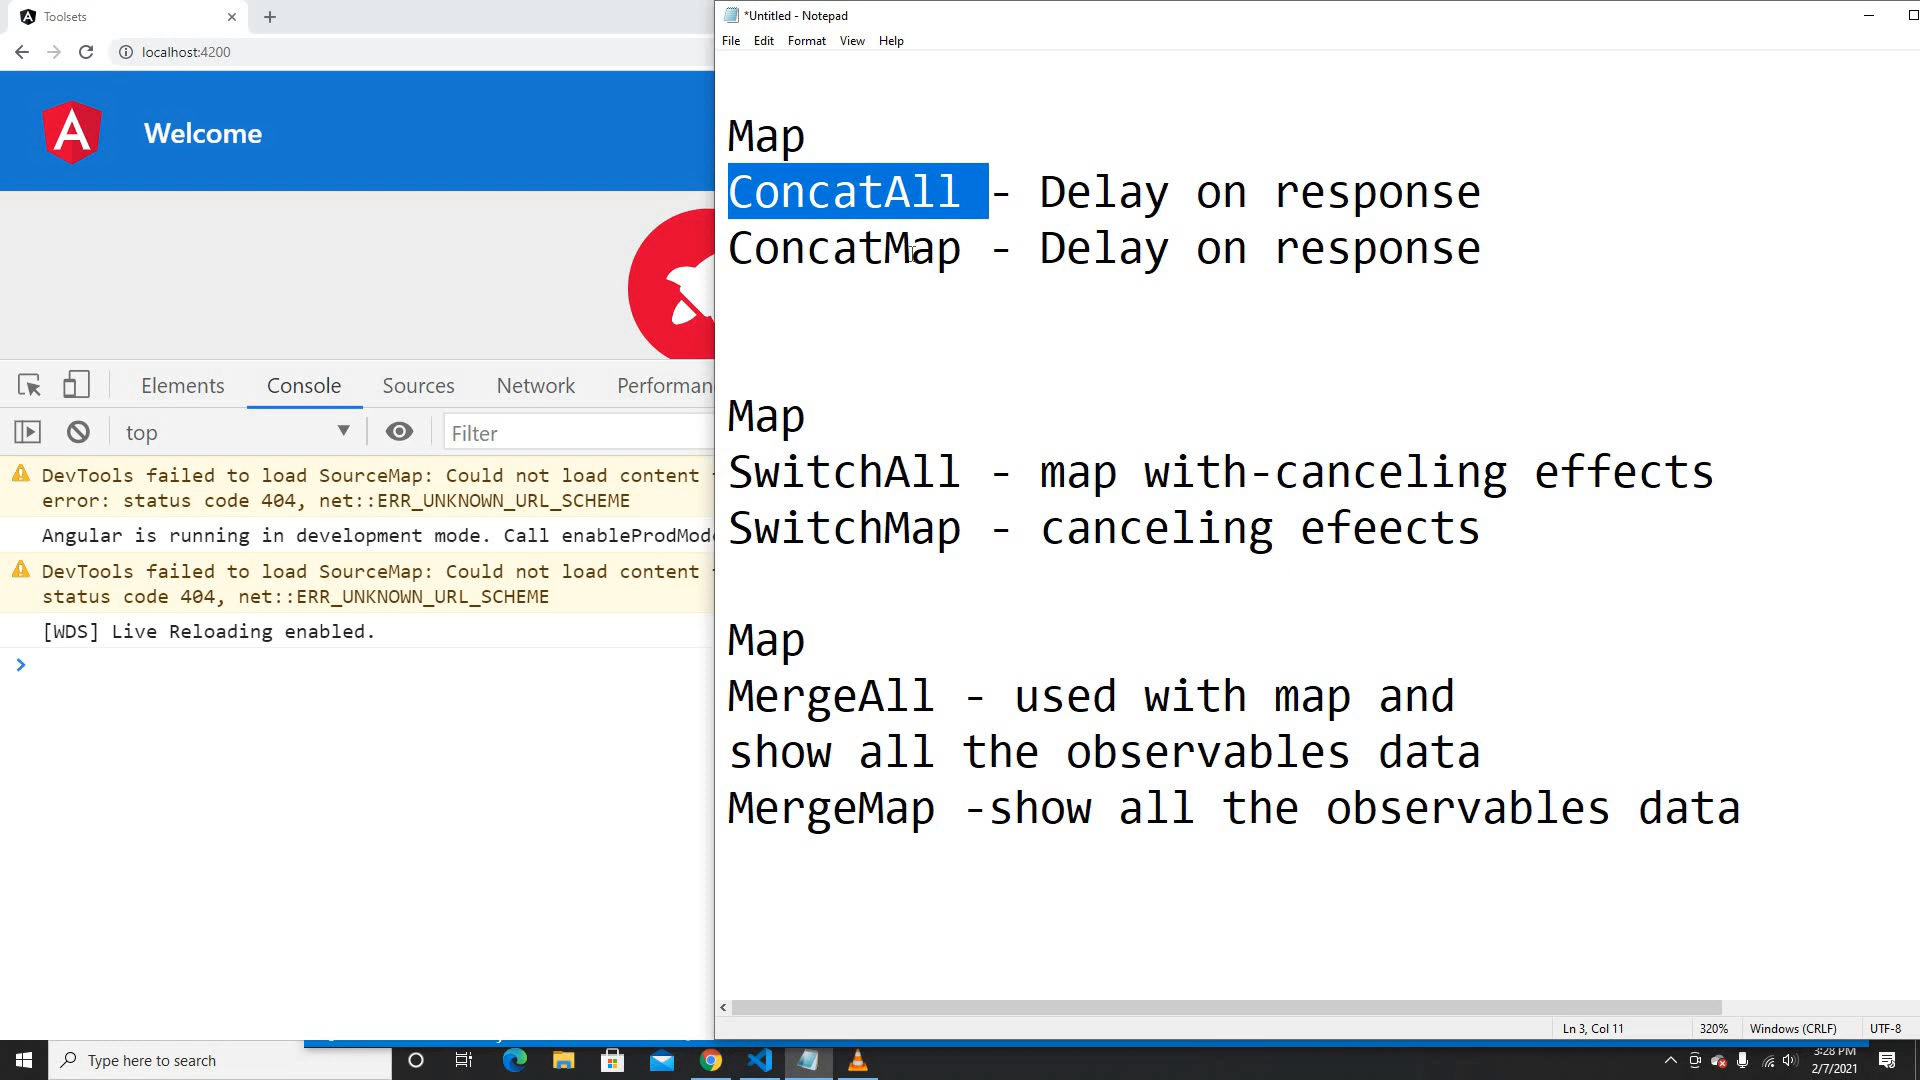 Toolsets
localhost:4200
Welcome
Elements Console Sources Network Performan
top Filter
DevTools failed to load SourceMap: Could not load content
error: status code 404, net::ERR_UNKNOWN_URL_SCHEME
Angular is running in development mode. Call enableProdMod
DevTools failed to load SourceMap: Could not load content
status code 404, net::ERR_UNKNOWN_URL_SCHEME
[WDS] Live Reloading enabled.
*Untitled - Notepad
File Edit Format View Help
Map
ConcatAll - Delay on response
ConcatMap - Delay on response
Map
SwitchAll - map with-canceling effects
SwitchMap - canceling efeects
Map
MergeAll - used with map and
show all the observables data
MergeMap -show all the observables data
Ln 3, Col 11 320% Windows (CRLF) UTF-8
Type here to search
3:28 PM
2/7/2021